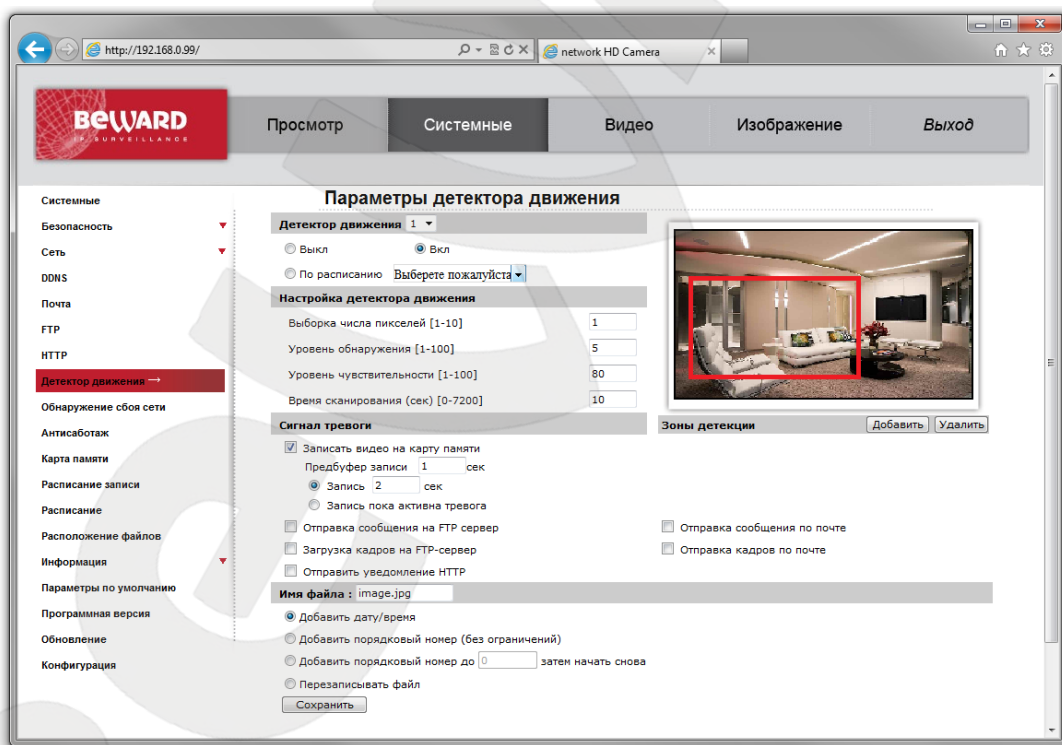 http://192.168.0.99/
network HD Camera
BEWARD
IP SURVEILLANCE
Просмотр
Системные
Видео
Изображение
Выход
Системные
Безопасность
Сеть
DDNS
Почта
FTP
HTTP
Детектор движения →
Обнаружение сбоя сети
Антисаботаж
Карта памяти
Расписание записи
Расписание
Расположение файлов
Информация
Параметры по умолчанию
Программная версия
Обновление
Конфигурация
Параметры детектора движения
Детектор движения 1
Выкл Вкл
По расписанию Выберете пожалуйста
Настройка детектора движения
Выборка числа пикселей [1-10] 1
Уровень обнаружения [1-100] 5
Уровень чувствительности [1-100] 80
Время сканирования (сек) [0-7200] 10
Сигнал тревоги
Зоны детекции Добавить Удалить
Записать видео на карту памяти
Предбуфер записи 1 сек
Запись 2 сек
Запись пока активна тревога
Отправка сообщения на FTP сервер
Отправка сообщения по почте
Загрузка кадров на FTP-сервер
Отправка кадров по почте
Отправить уведомление HTTP
Имя файла : image.jpg
Добавить дату/время
Добавить порядковый номер (без ограничений)
Добавить порядковый номер до 0 затем начать снова
Перезаписывать файл
Сохранить